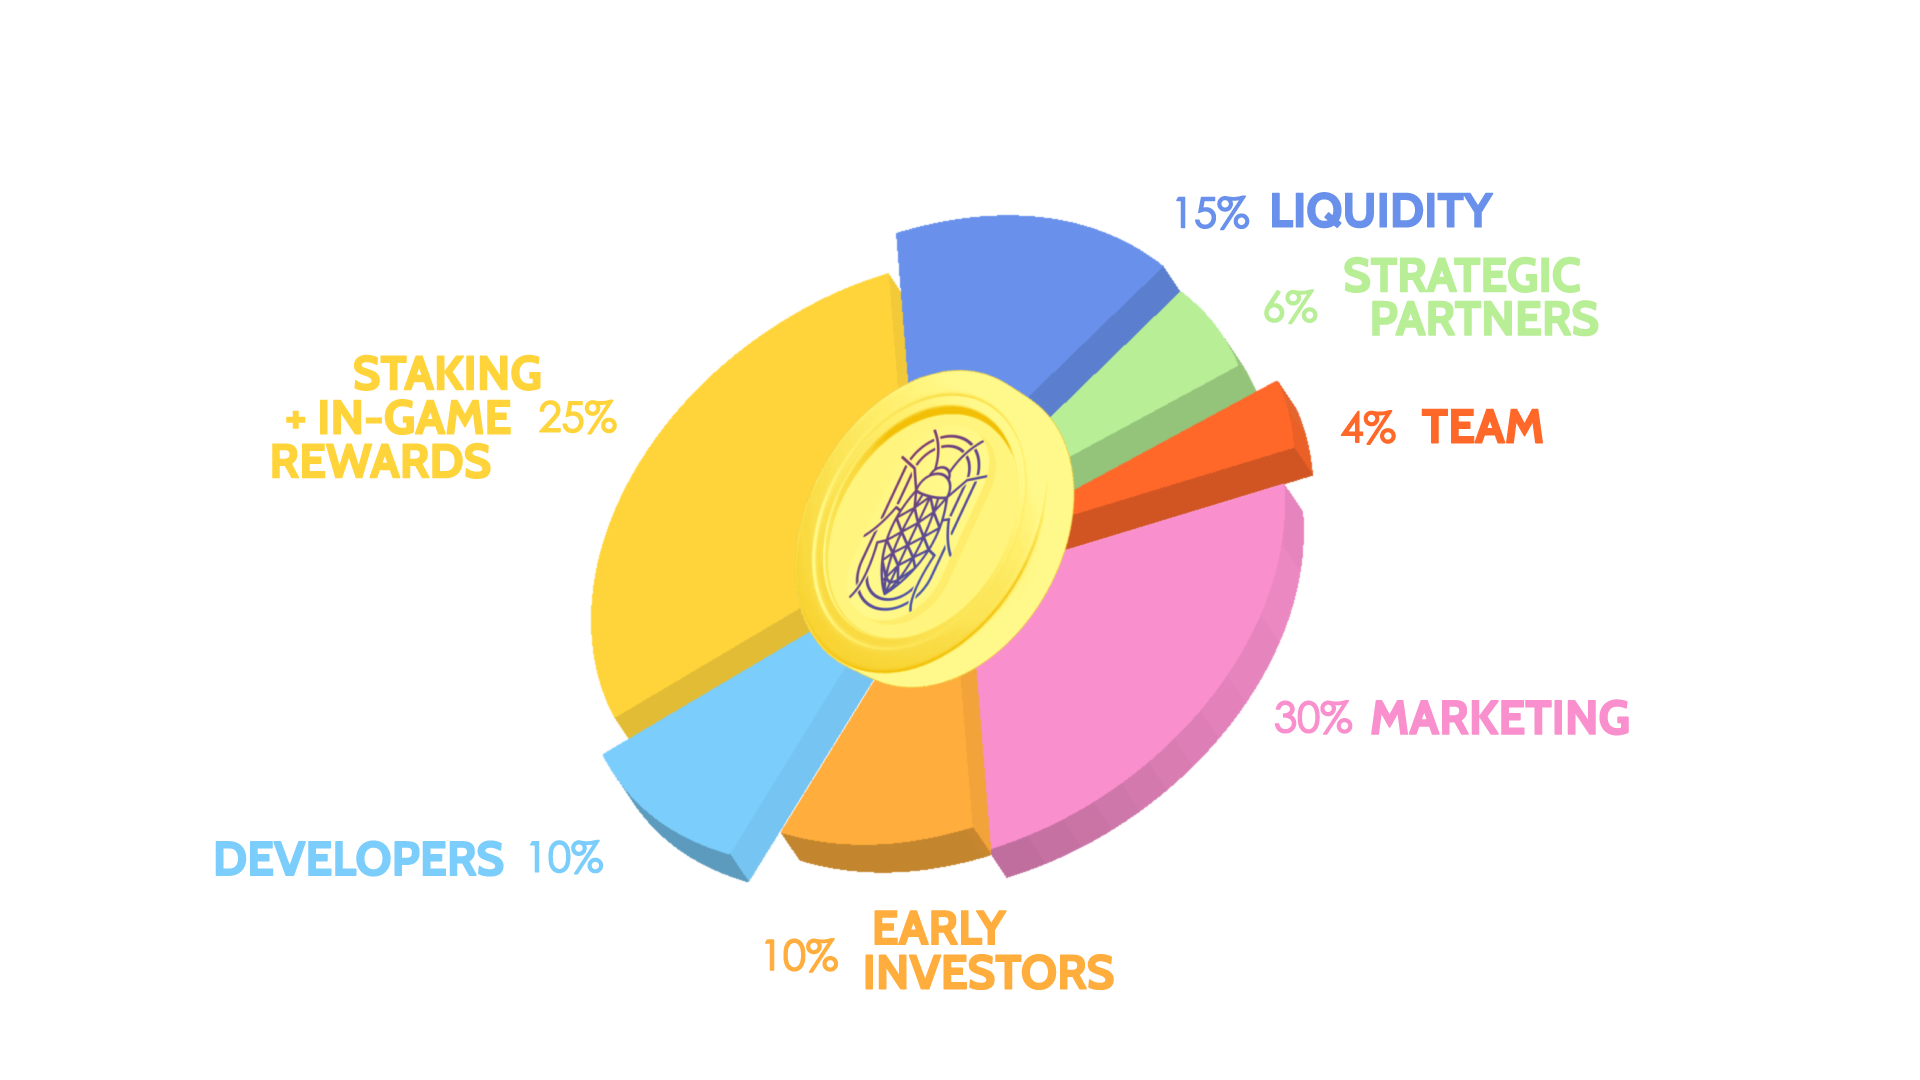 15% LIQUIDITY
6% STRATEGIC
PARTNERS
4% TEAM
30% MARKETING
10% EARLY
INVESTORS
DEVELOPERS 10%
STAKING
+ IN-GAME 25%
REWARDS